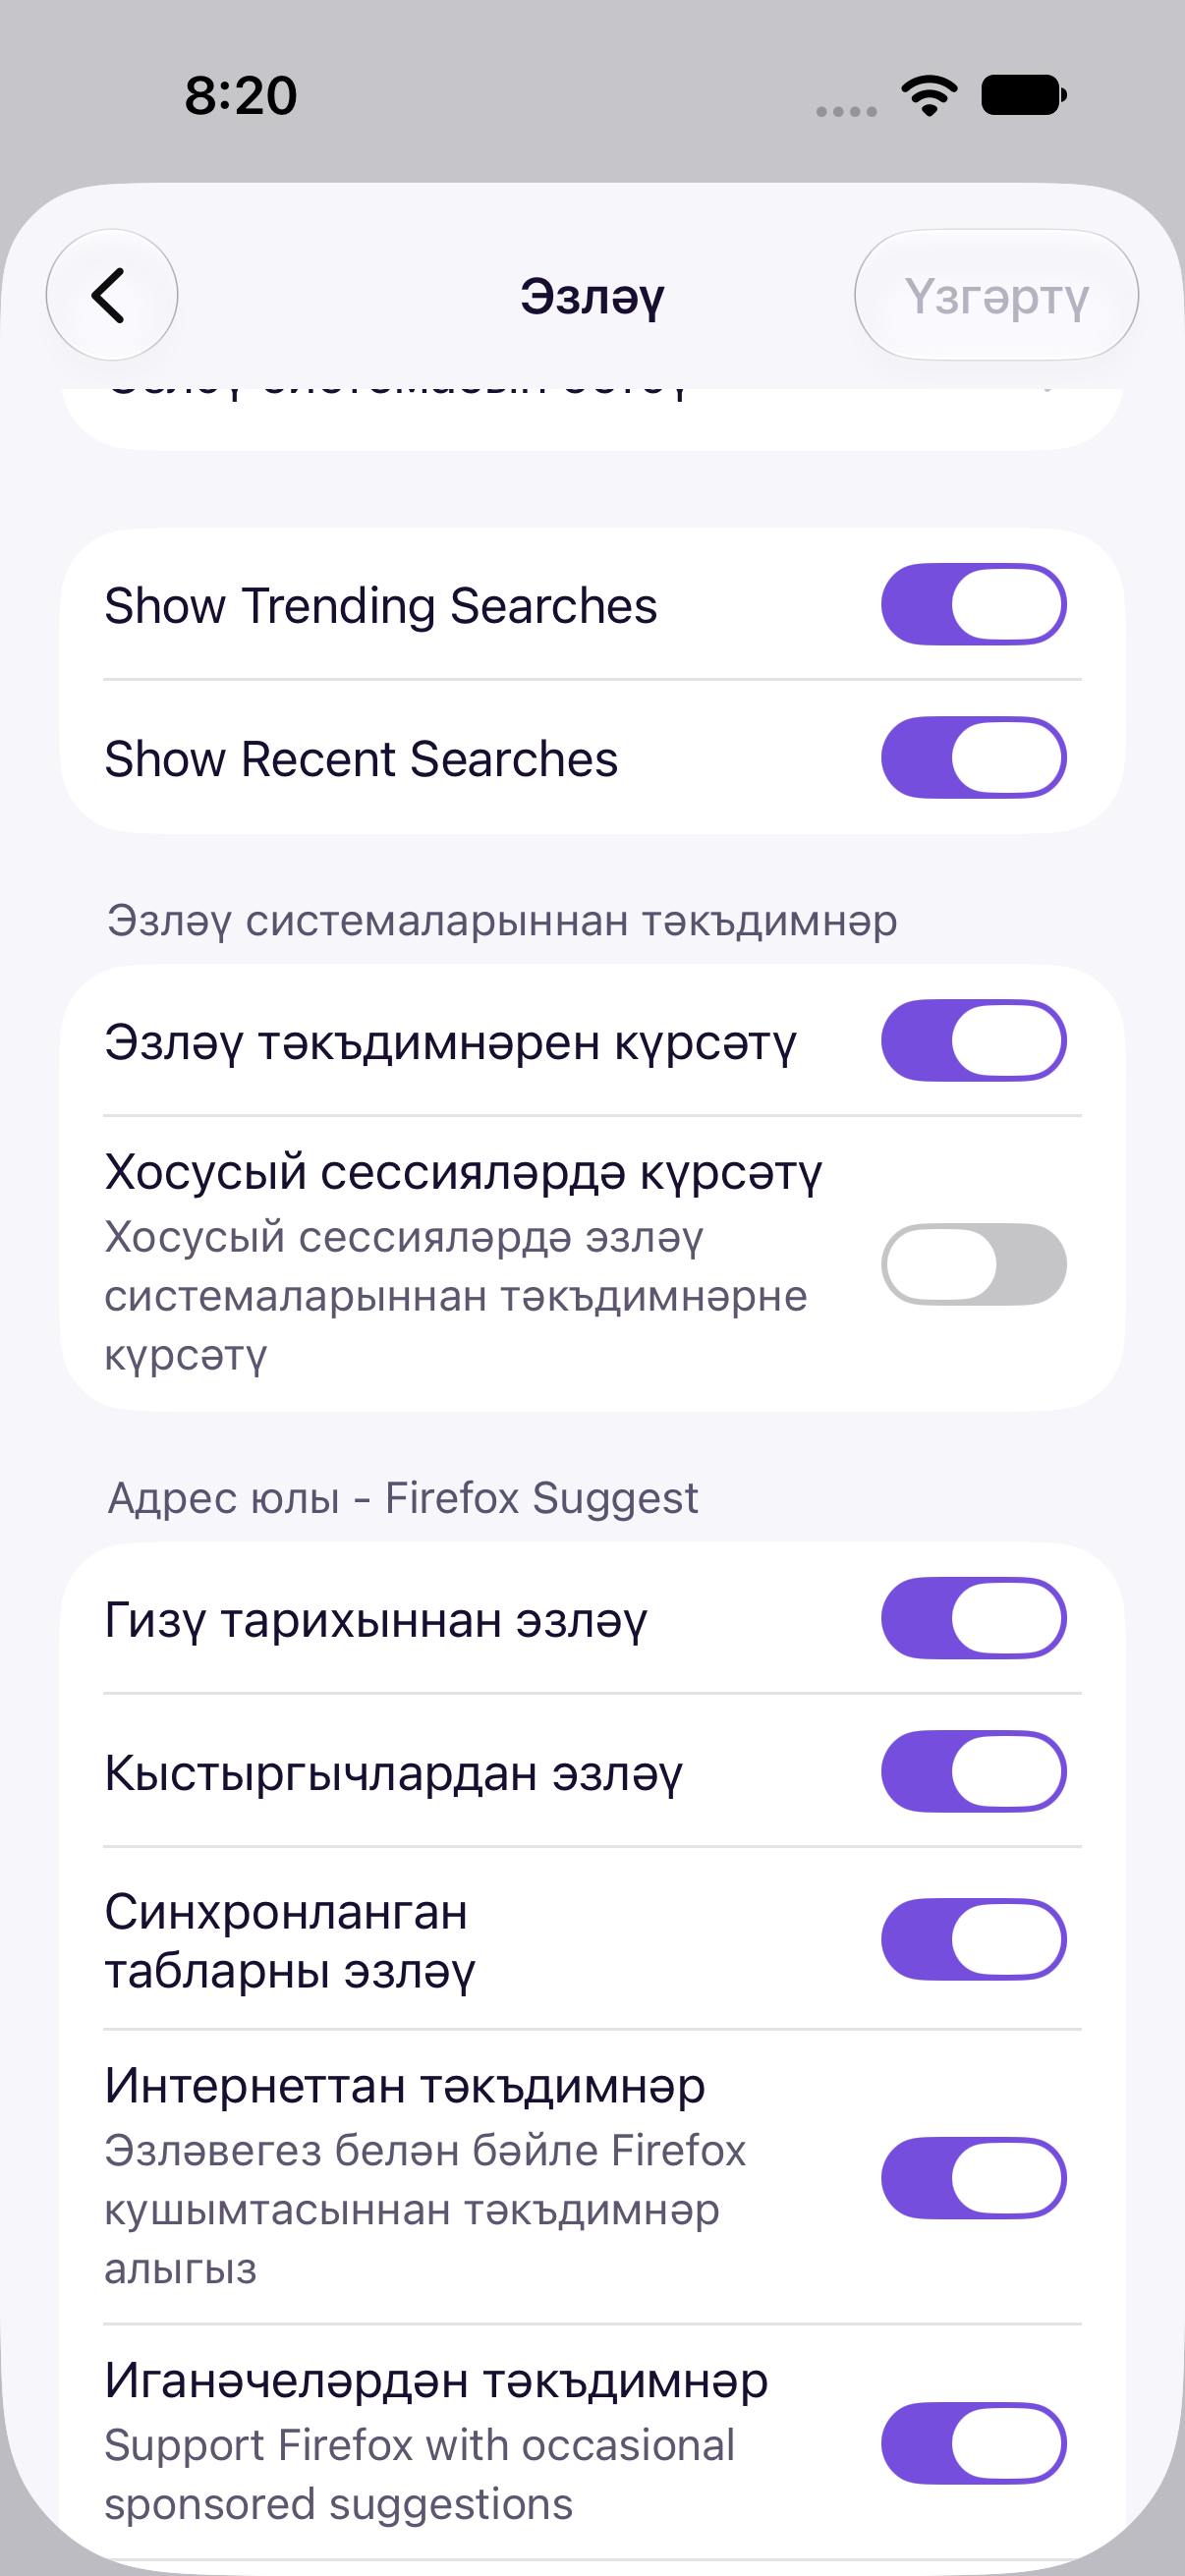 8:20
Эзләү
Үзгәртү
Show Trending Searches
Show Recent Searches
Эзләү системаларыннан тәкъдимнәр
Эзләү тәкъдимнәрен күрсәтү
Хосусый сессияләрдә күрсәтү
Хосусый сессияләрдә эзләү
системаларыннан тәкъдимнәрне
күрсәтү
Адрес юлы - Firefox Suggest
Гизү тарихыннан эзләү
Кыстыргычлардан эзләү
Синхронланган
табларны эзләү
Интернеттан тәкъдимнәр
Эзләвегез белән бәйле Firefox
кушымтасыннан тәкъдимнәр
алыгыз
Иганәчеләрдән тәкъдимнәр
Support Firefox with occasional
sponsored suggestions